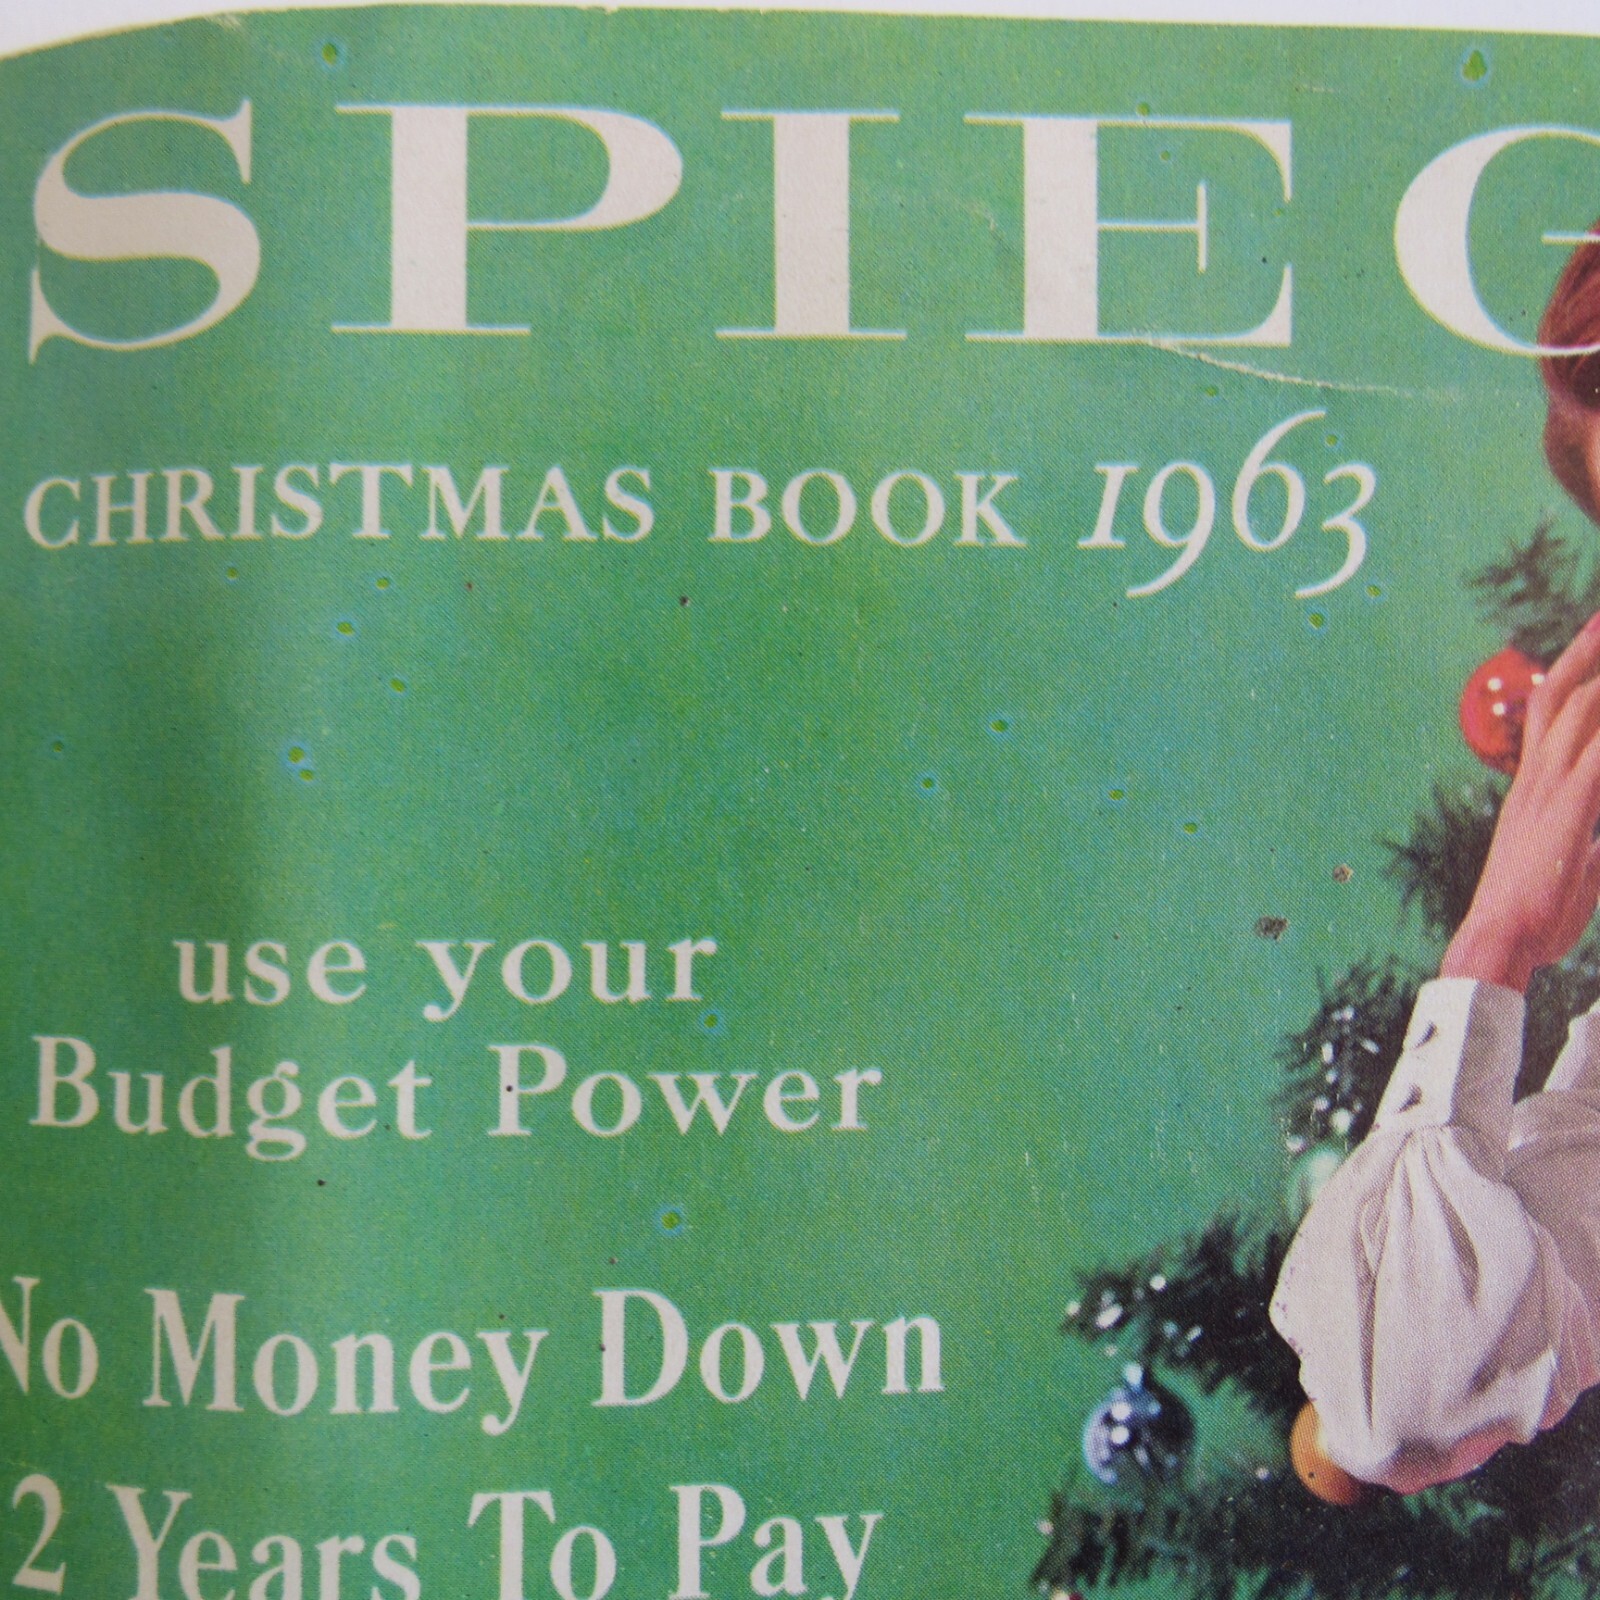 SPIEG
CHRISTMAS BOOK 1963
use your
Budget Power
No Money Down
2 Years To Pay